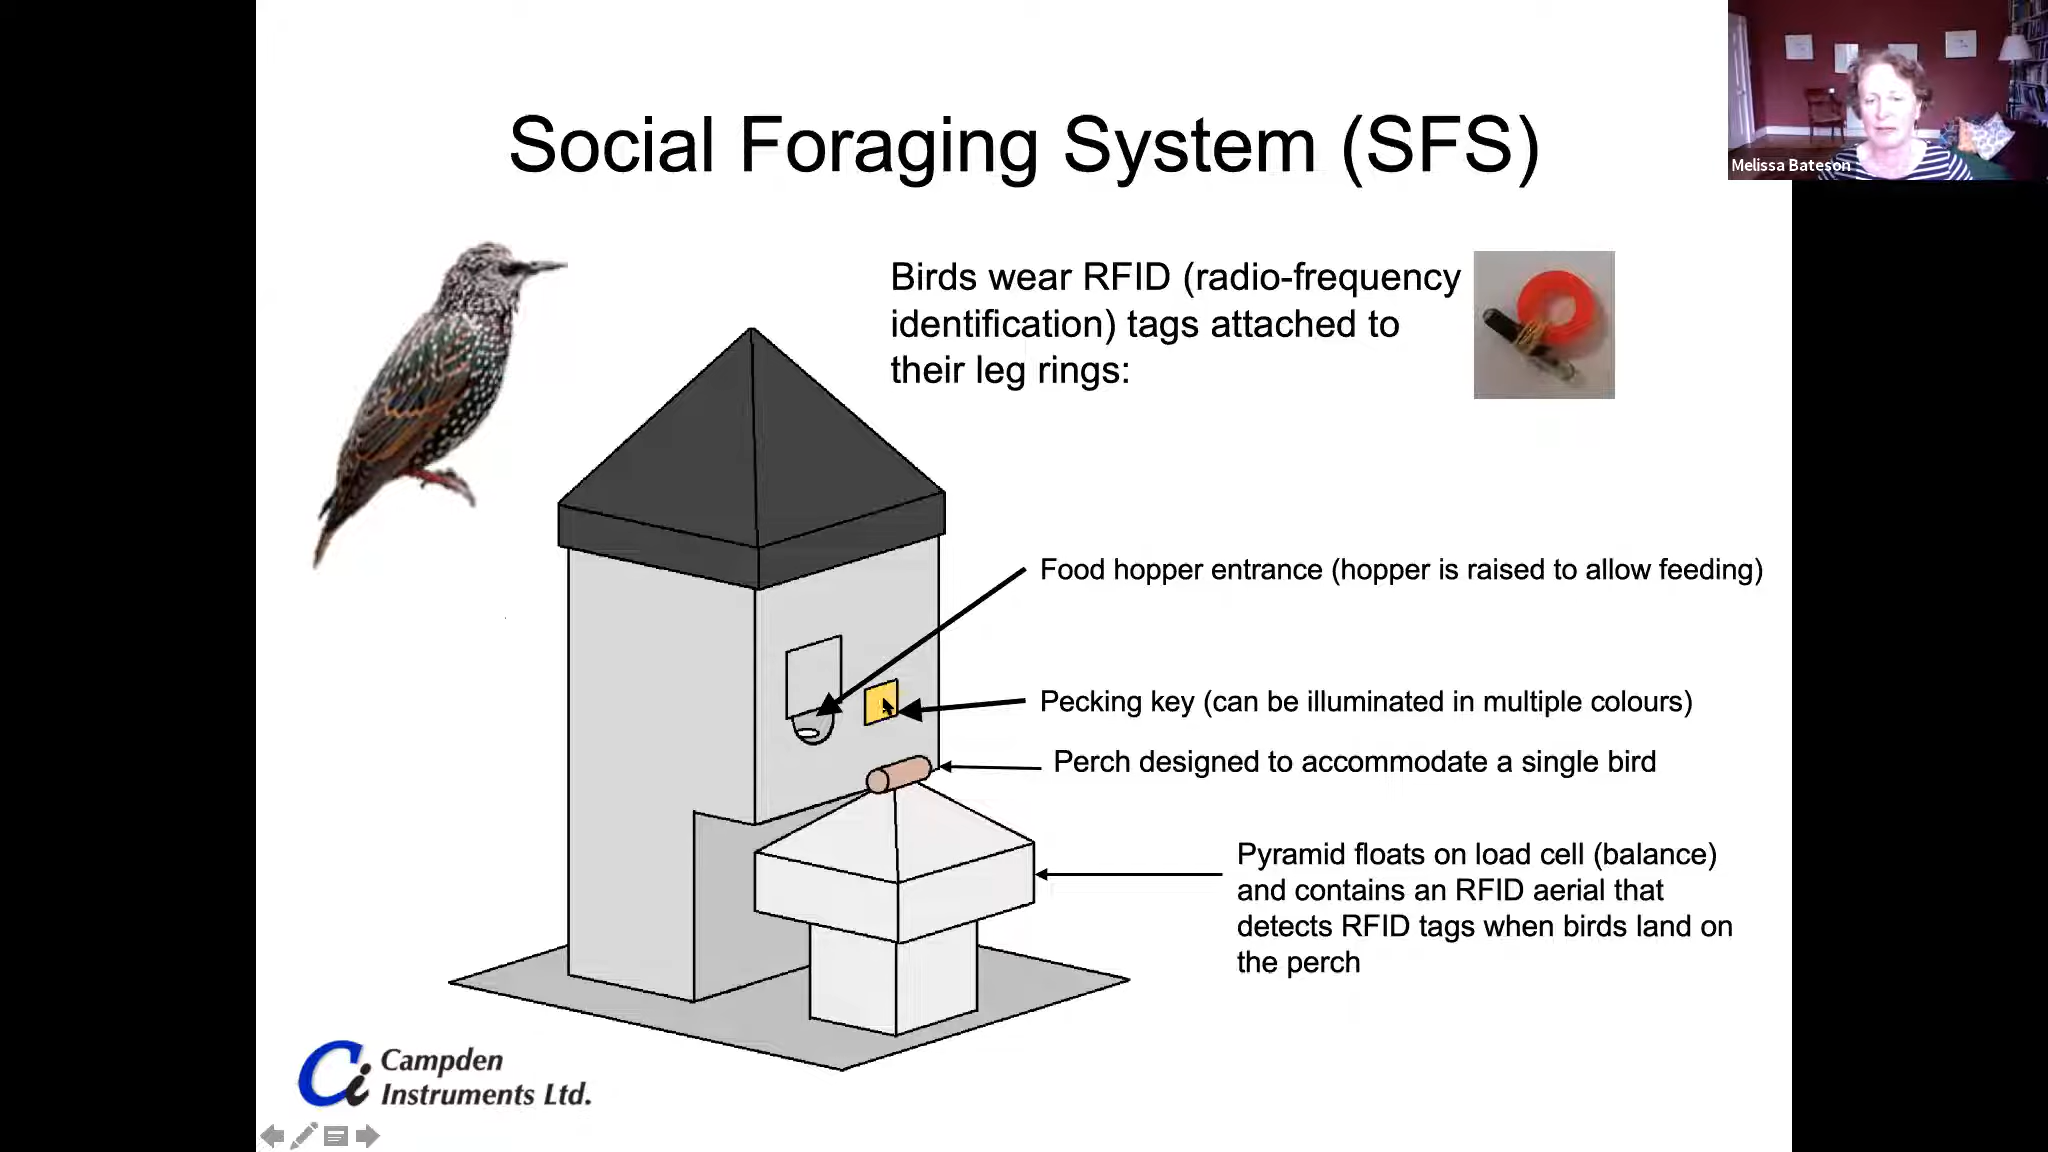 Social Foraging System (SFS)
Melissa Bateson
Birds wear RFID (radio-frequency
identification) tags attached to
their leg rings:
Food hopper entrance (hopper is raised to allow feeding)
Pecking key (can be illuminated in multiple colours)
Perch designed to accommodate a single bird
Pyramid floats on load cell (balance)
and contains an RFID aerial that
detects RFID tags when birds land on
the perch
Ci Campden
Instruments Ltd.